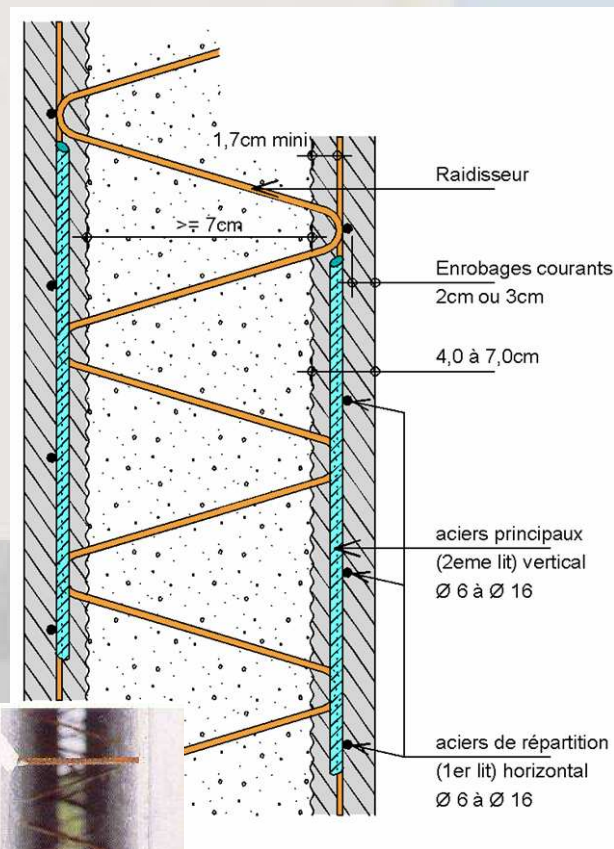 1,7cm mini
Raidisseur
>= 7cm
Enrobages courants
2cm ou 3cm
4,0 à 7,0cm
aciers principaux
(2eme lit) vertical
Ø 6 à Ø 16
aciers de répartition
(1er lit) horizontal
Ø 6 à Ø 16